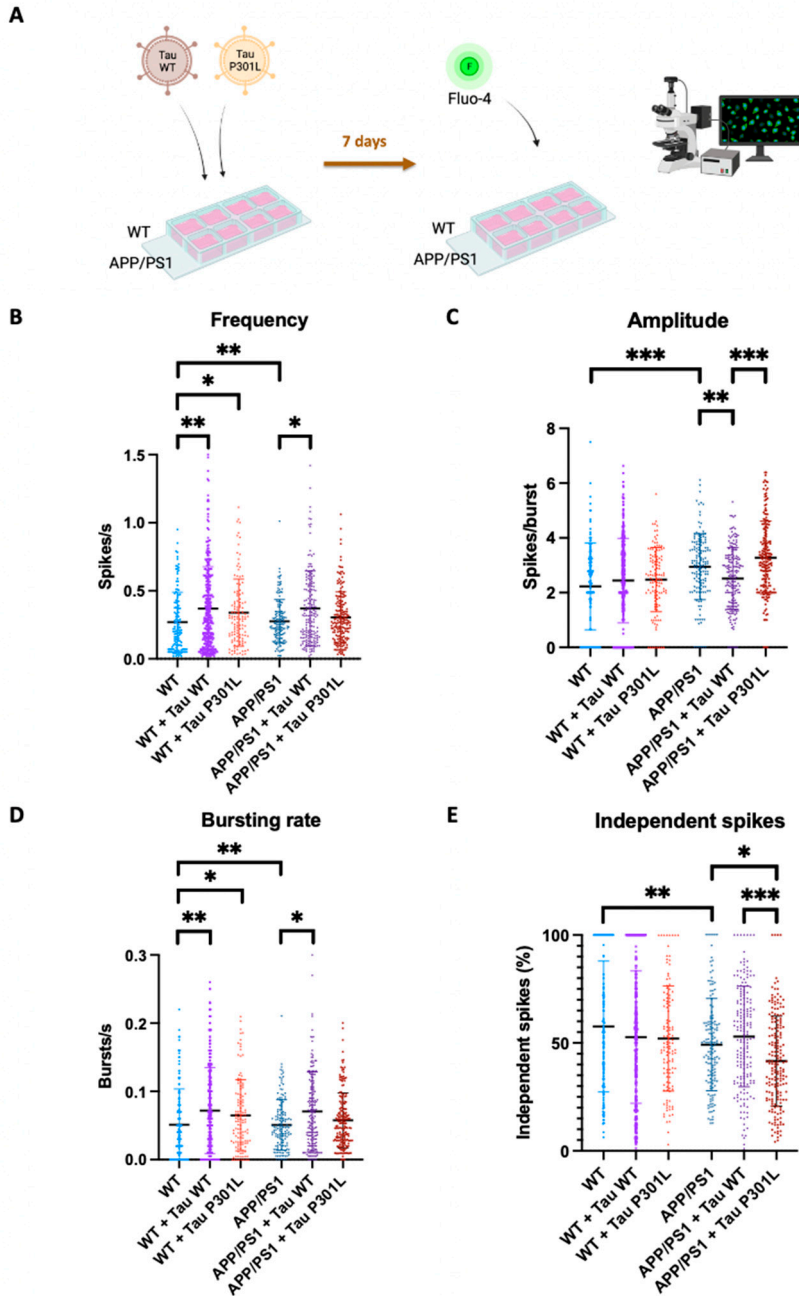 A
Tau
WT
Tau
P301L
F
Fluo-4
7 days
WT
APP/PS1
WT
APP/PS1
B
Frequency
**
*
**
*
Spikes/s
1.5
1.0
0.5
0.0
WT
WT + Tau WT
WT + Tau P301L
APP/PS1
APP/PS1 + Tau WT
APP/PS1 + Tau P301L
C
Amplitude
***
***
**
Spikes/burst
8
6
4
2
0
WT
WT + Tau WT
WT + Tau P301L
APP/PS1
APP/PS1 + Tau WT
APP/PS1 + Tau P301L
D
Bursting rate
**
*
**
*
Bursts/s
0.3
0.2
0.1
0.0
WT
WT + Tau WT
WT + Tau P301L
APP/PS1
APP/PS1 + Tau WT
APP/PS1 + Tau P301L
E
Independent spikes
*
**
***
Independent spikes (%)
100
50
0
WT
WT + Tau WT
WT + Tau P301L
APP/PS1
APP/PS1 + Tau WT
APP/PS1 + Tau P301L